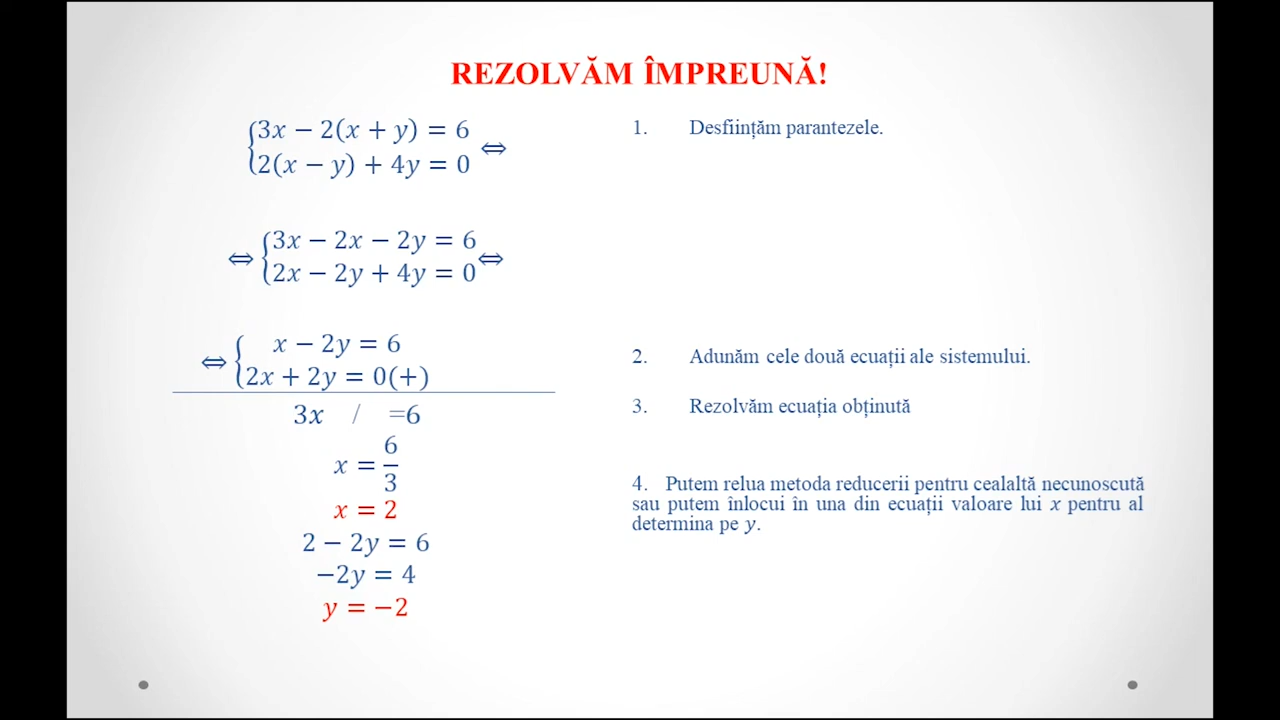 REZOLVĂM ÎMPREUNĂ!
{3x − 2(x + y) = 6
{2(x − y) + 4y = 0 ⇔
1. Desființăm parantezele.
⇔ {3x − 2x − 2y = 6
{2x − 2y + 4y = 0 ⇔
⇔ { x − 2y = 6
{2x + 2y = 0(+)
2. Adunăm cele două ecuații ale sistemului.
3x / =6
3. Rezolvăm ecuația obținută
x = 6/3
x = 2
4. Putem relua metoda reducerii pentru cealaltă necunoscută
sau putem înlocui în una din ecuații valoare lui x pentru al
determina pe y.
2 − 2y = 6
−2y = 4
y = −2